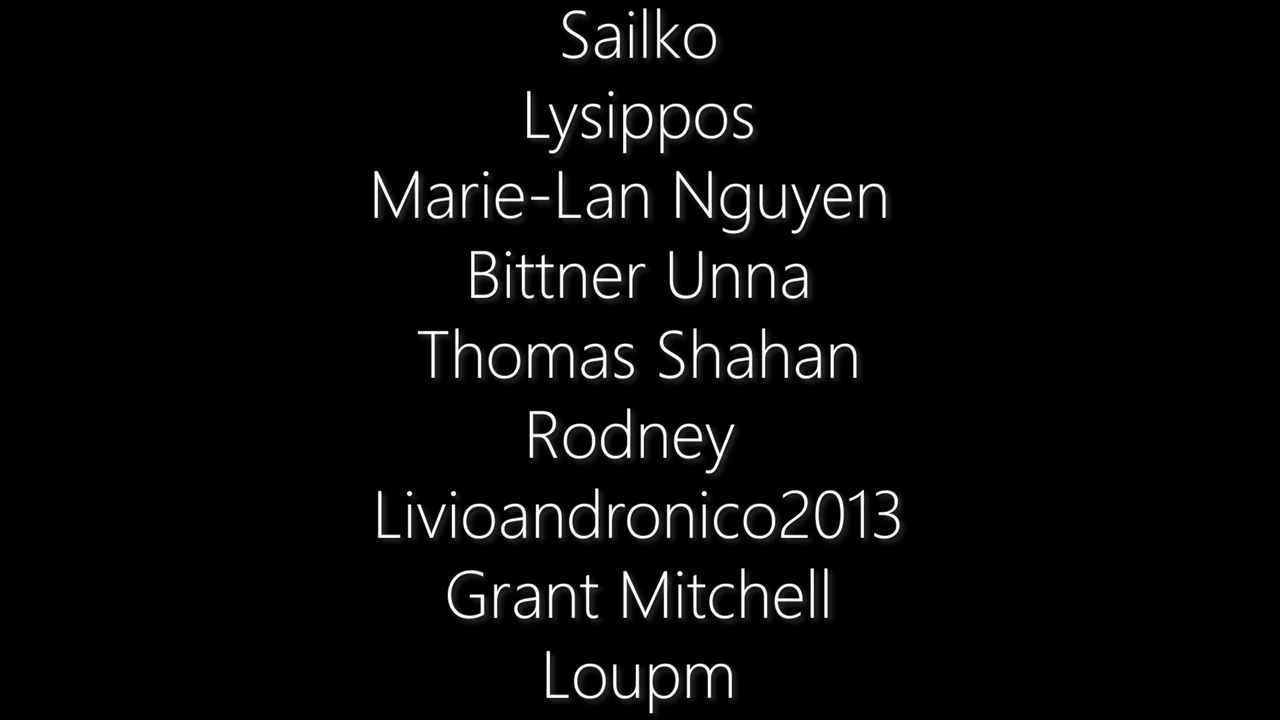 Sailko
Lysippos
Marie-Lan Nguyen
Bittner Unna
Thomas Shahan
Rodney
Livioandronico2013
Grant Mitchell
Loupm